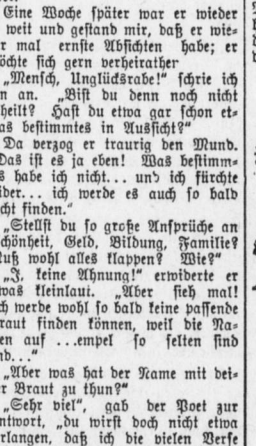 Eine Woche später war er wieder
weit und gestand mir, daß er wie-
r mal ernste Absichten habe; er
öchte sich gern verheirather
„Mensch, Unglücksrabe!" schrie ich
n an. „Bist du denn noch nicht
heilt? Hast du etwa gar schon et-
as bestimmtes in Aussicht?"
Da verzog er traurig den Mund.
Das ist es ja eben! Was bestimm-
s habe ich nicht... und ich fürchte
ider... ich werde es auch so bald
cht finden."
„Stellst du so große Ansprüche an
chönheit, Geld, Bildung, Familie?
uß wohl alles klappen? Wie?"
„J. keine Ahnung!" erwiderte er
was kleinlaut. „Aber sieh mal!
ch werde wohl so bald keine passende
raut finden können, weil die Na-
en auf ...empel so selten sind
nd..."
„Aber was hat der Name mit dei-
r Braut zu thun?"
„Sehr viel", gab der Poet zur
ntwort, „du wirst doch nicht etwa
erlangen, daß ich die vielen Verse